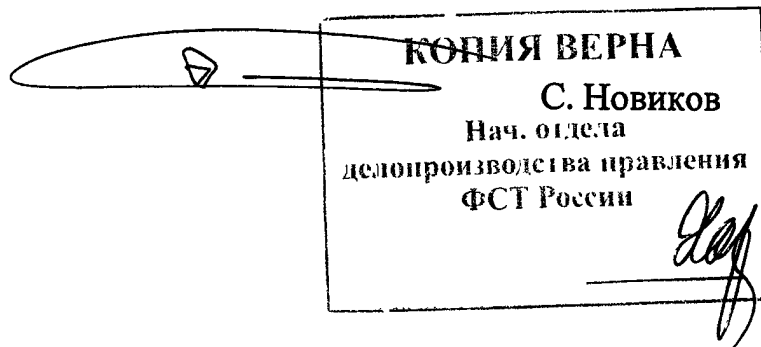 КОПИЯ ВЕРНА
С. Новиков
Нач. отдела
делопроизводства правления
ФСТ России